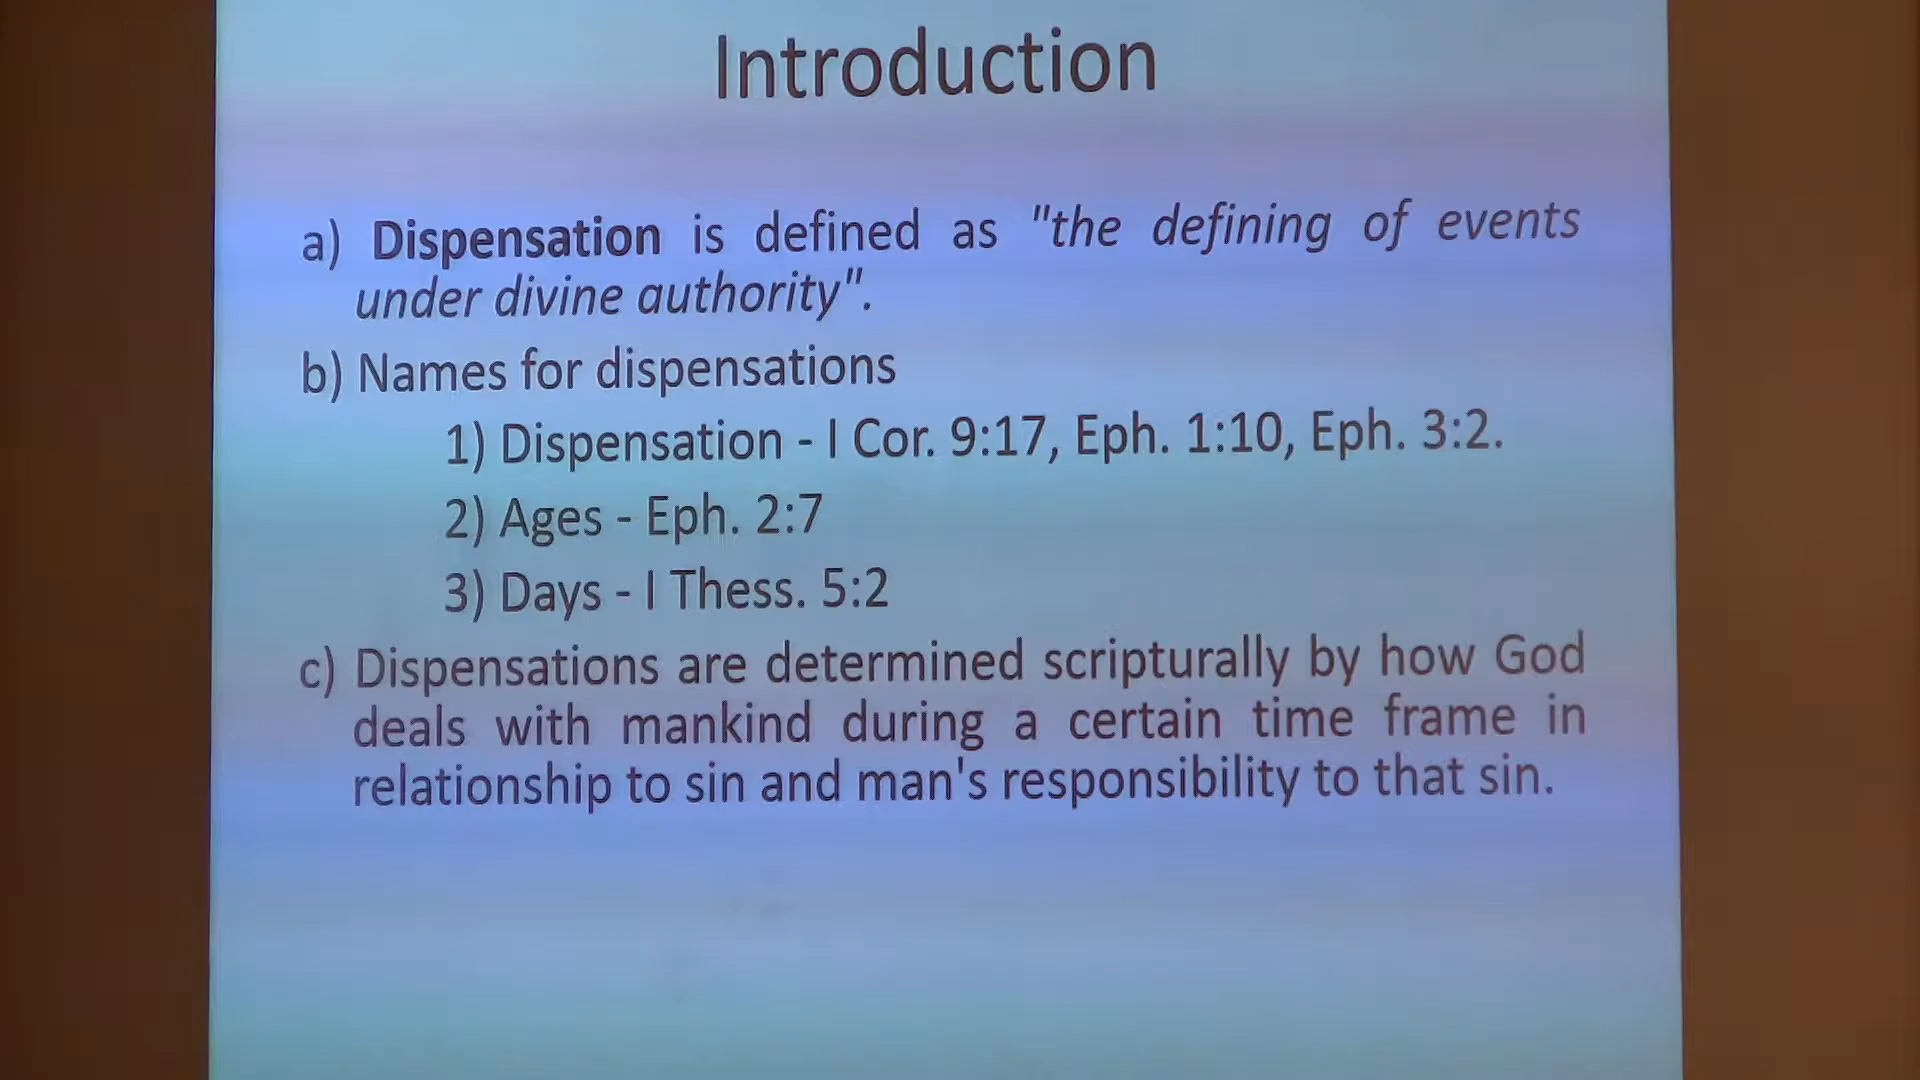 Introduction
a) Dispensation is defined as "the defining of events
under divine authority".
b) Names for dispensations
1) Dispensation - I Cor. 9:17, Eph. 1:10, Eph. 3:2.
2) Ages - Eph. 2:7
3) Days - I Thess. 5:2
c) Dispensations are determined scripturally by how God
deals with mankind during a certain time frame in
relationship to sin and man's responsibility to that sin.